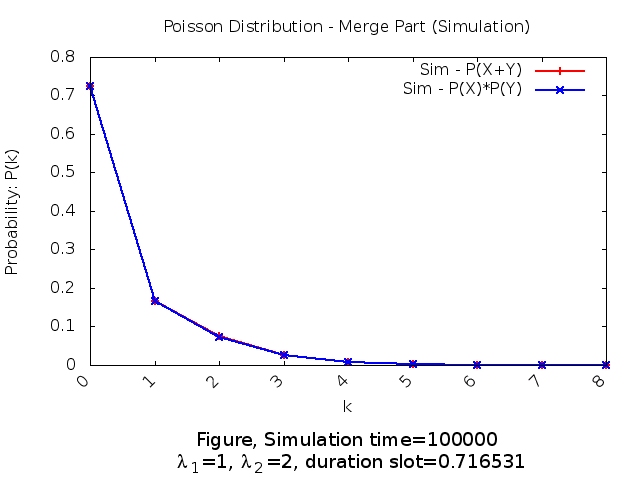 Poisson Distribution - Merge Part (Simulation)
Sim - P(X+Y)
Sim - P(X)*P(Y)
Probability: P(k)
0.8
0.7
0.6
0.5
0.4
0.3
0.2
0.1
0
0 1 2 3 4 5 6 7 8
k
Figure, Simulation time=100000
λ1=1, λ2=2, duration slot=0.716531